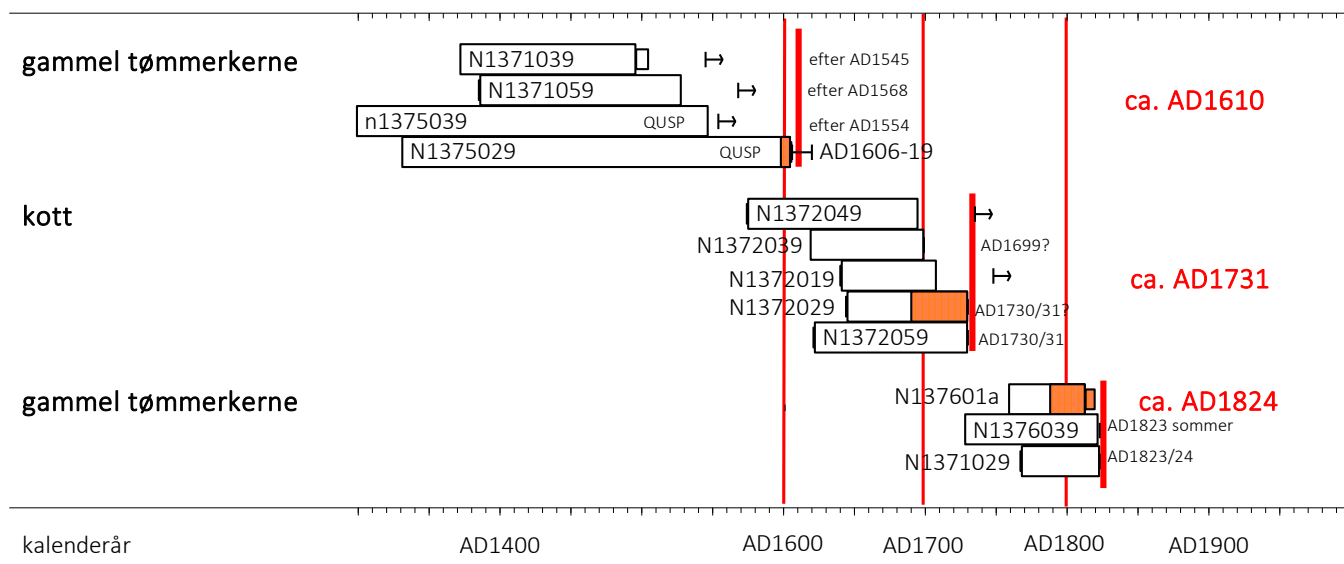 gammel tømmerkerne
N1371039
efter AD1545
N1371059
efter AD1568
ca. AD1610
n1375039
QUSP
efter AD1554
N1375029
QUSP
AD1606-19
kott
N1372049
N1372039
AD1699?
N1372019
ca. AD1731
N1372029
AD1730/31?
N1372059
AD1730/31
gammel tømmerkerne
N137601a
ca. AD1824
N1376039
AD1823 sommer
N1371029
AD1823/24
kalenderår
AD1400
AD1600
AD1700
AD1800
AD1900